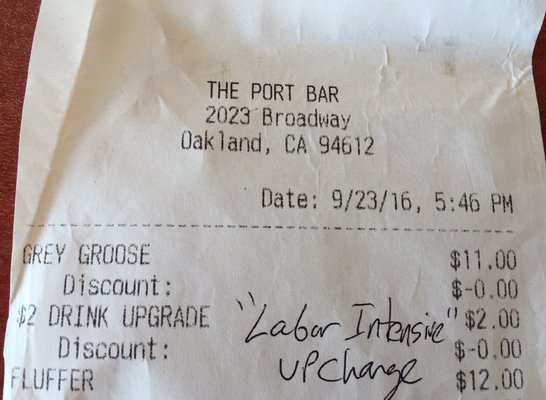 THE PORT BAR
2023 Broadway
Oakland, CA 94612
Date: 9/23/16, 5:46 PM
GREY GROOSE $11.00
Discount: $-0.00
$2 DRINK UPGRADE $2.00
"Labor Intensive"
Discount: $-0.00
upcharge
FLUFFER $12.00